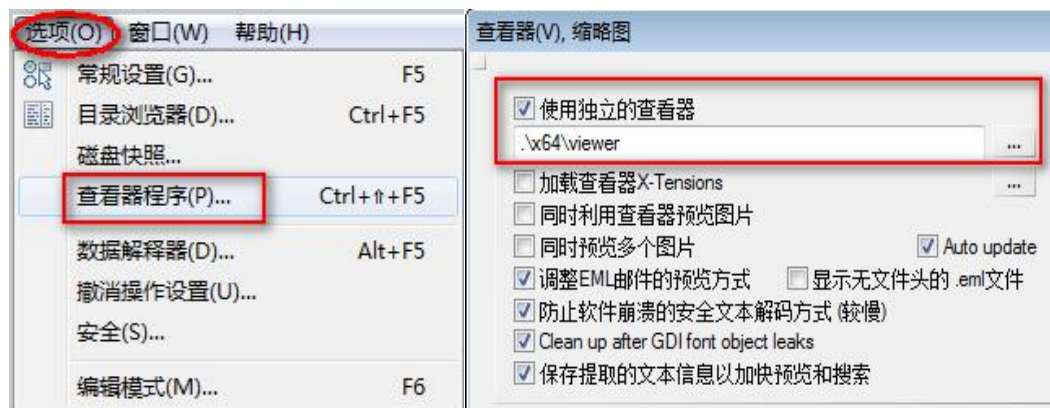 选项(O) 窗口(W) 帮助(H)
常规设置(G)... F5
目录浏览器(D)... Ctrl+F5
磁盘快照...
查看器程序(P)... Ctrl+⇑+F5
数据解释器(D)... Alt+F5
撤消操作设置(U)...
安全(S)...
编辑模式(M)... F6
查看器(V), 缩略图
使用独立的查看器
.\x64\viewer ...
加载查看器X-Tensions ...
同时利用查看器预览图片
同时预览多个图片 Auto update
调整EML邮件的预览方式 显示无文件头的 .eml文件
防止软件崩溃的安全文本解码方式 (较慢)
Clean up after GDI font object leaks
保存提取的文本信息以加快预览和搜索